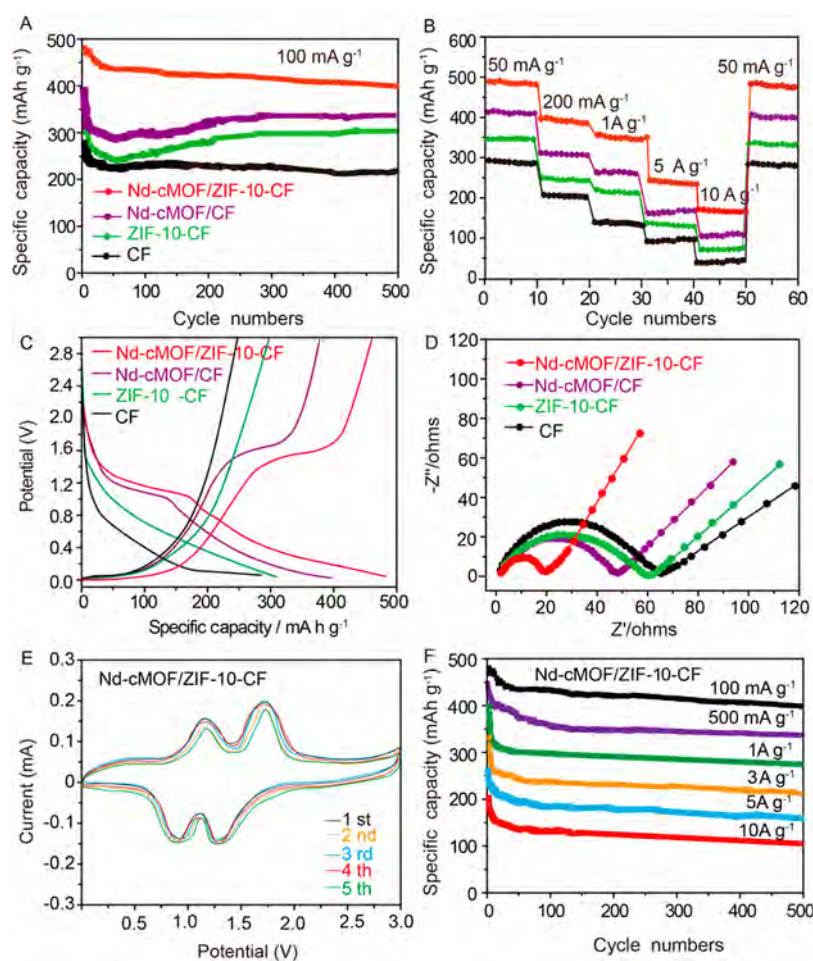 A
500
400
300
200
100
0
0 100 200 300 400 500
Specific capacity (mAh g⁻¹)
Cycle numbers
100 mA g⁻¹
Nd-cMOF/ZIF-10-CF
Nd-cMOF/CF
ZIF-10-CF
CF
B
600
500
400
300
200
100
0
0 10 20 30 40 50 60
Specific capacity (mAh g⁻¹)
Cycle numbers
50 mA g⁻¹
50 mA g⁻¹
200 mA g⁻¹
1A g⁻¹
5 A g⁻¹
10 A g⁻¹
C
2.8
2.4
2.0
1.6
1.2
0.8
0.4
0.0
0 100 200 300 400 500
Potential (V)
Specific capacity / mA h g⁻¹
Nd-cMOF/ZIF-10-CF
Nd-cMOF/CF
ZIF-10 -CF
CF
D
120
100
80
60
40
20
0
0 20 40 60 80 100 120
-Z''/ohms
Z'/ohms
Nd-cMOF/ZIF-10-CF
Nd-cMOF/CF
ZIF-10-CF
CF
E
0.3
0.2
0.1
0
-0.1
-0.2
-0.3
0.5 1.0 1.5 2.0 2.5 3.0
Current (mA)
Potential (V)
Nd-cMOF/ZIF-10-CF
1 st
2 nd
3 rd
4 th
5 th
F
500
400
300
200
100
0
0 100 200 300 400 500
Specific capacity (mAh g⁻¹)
Cycle numbers
Nd-cMOF/ZIF-10-CF
100 mA g⁻¹
500 mA g⁻¹
1A g⁻¹
3A g⁻¹
5A g⁻¹
10A g⁻¹